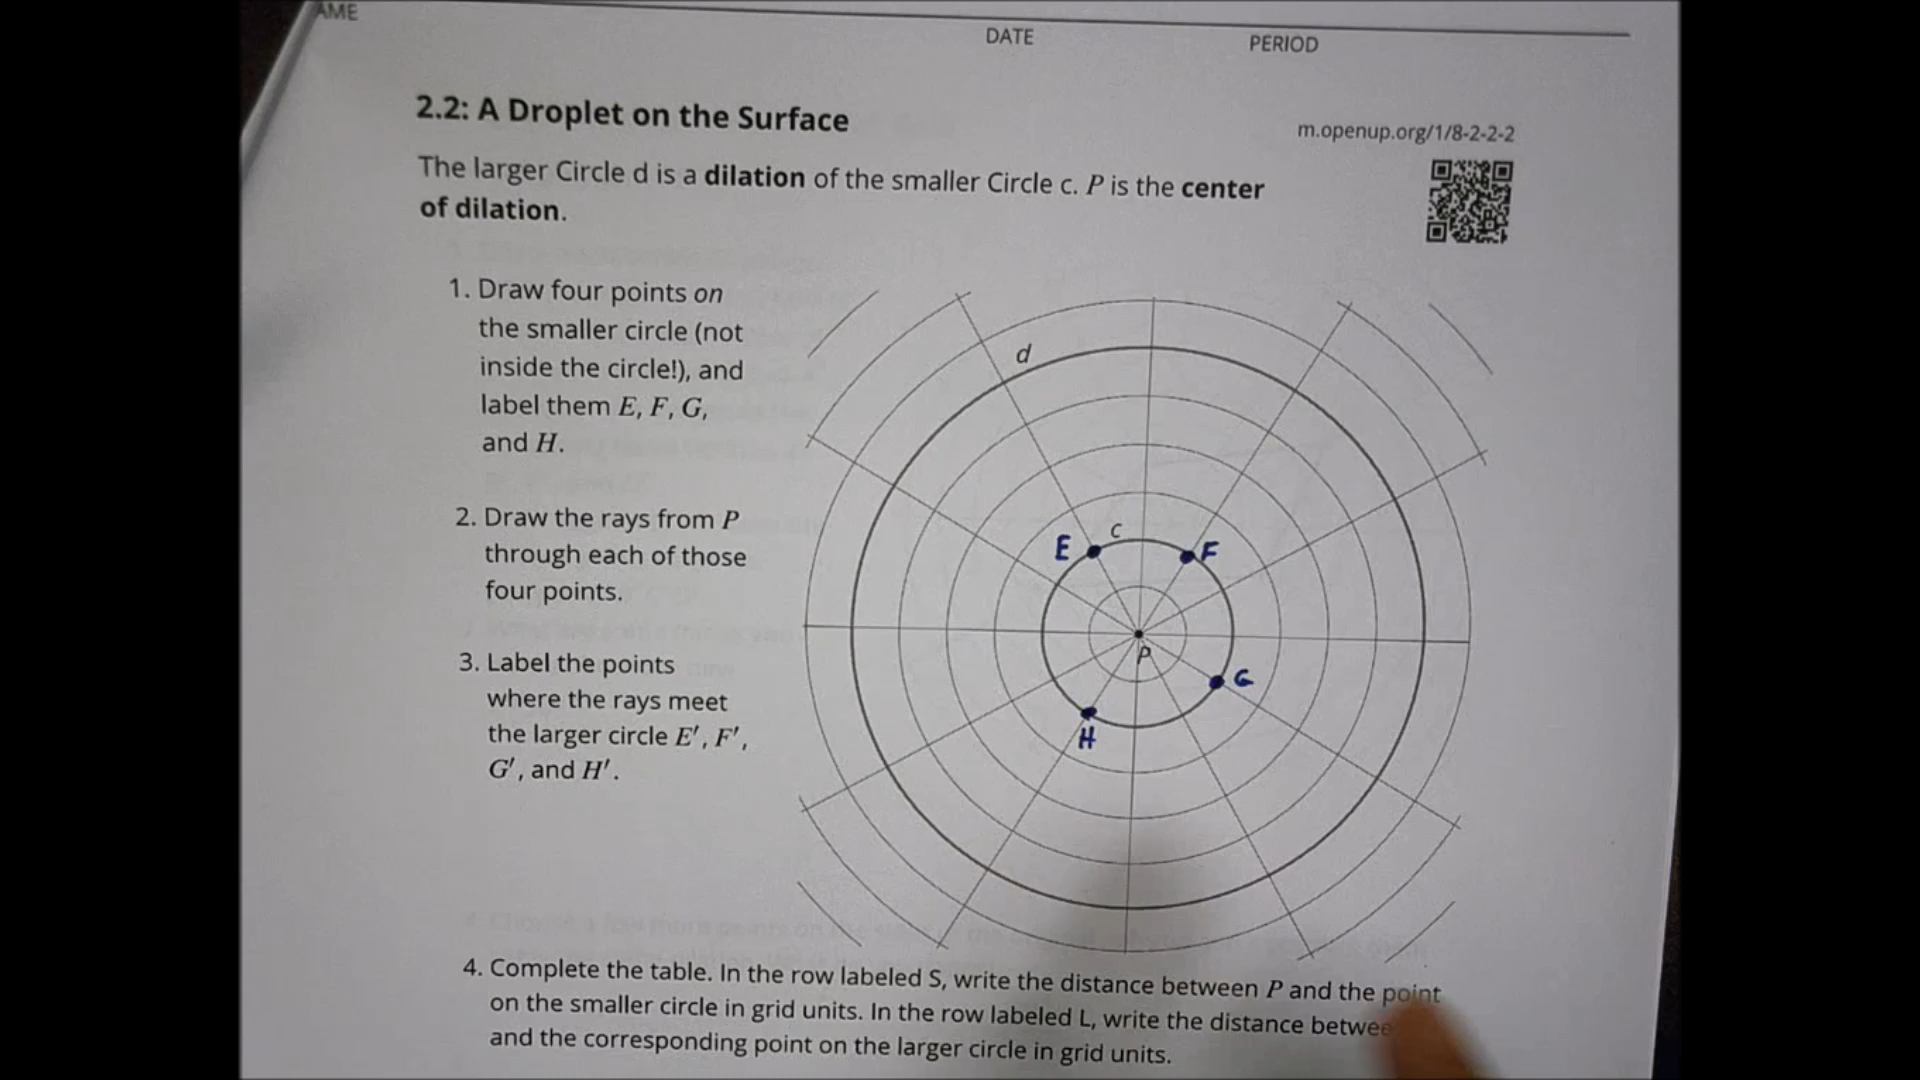 AME
DATE
PERIOD
2.2: A Droplet on the Surface
m.openup.org/1/8-2-2-2
The larger Circle d is a dilation of the smaller Circle c. P is the center
of dilation.
1. Draw four points on
the smaller circle (not
inside the circle!), and
label them E, F, G,
and H.
2. Draw the rays from P
through each of those
four points.
3. Label the points
where the rays meet
the larger circle E′, F′,
G′, and H′.
d
C
E
F
P
G
H
4. Complete the table. In the row labeled S, write the distance between P and the point
on the smaller circle in grid units. In the row labeled L, write the distance betwee
and the corresponding point on the larger circle in grid units.